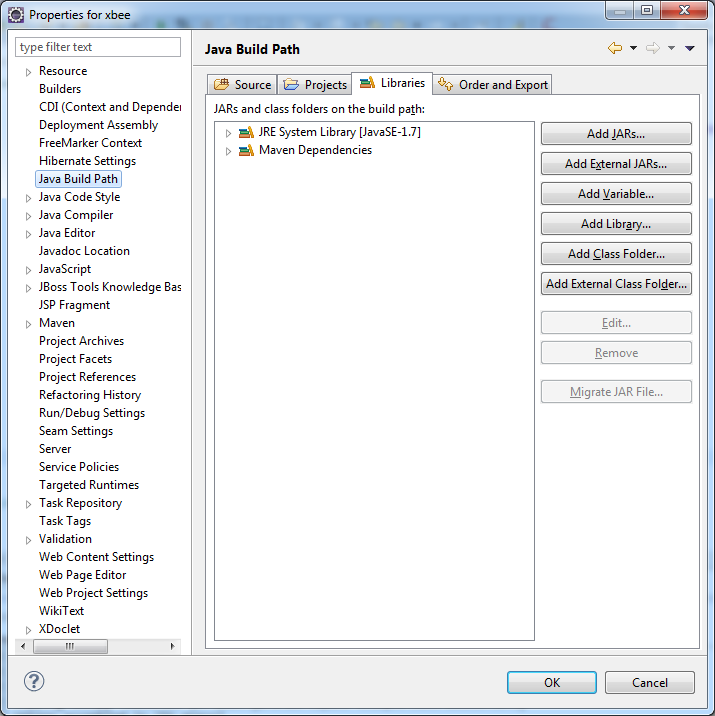 Properties for xbee
type filter text
Resource
Builders
CDI (Context and Depender
Deployment Assembly
FreeMarker Context
Hibernate Settings
Java Build Path
Java Code Style
Java Compiler
Java Editor
Javadoc Location
JavaScript
JBoss Tools Knowledge Bas
JSP Fragment
Maven
Project Archives
Project Facets
Project References
Refactoring History
Run/Debug Settings
Seam Settings
Server
Service Policies
Targeted Runtimes
Task Repository
Task Tags
Validation
Web Content Settings
Web Page Editor
Web Project Settings
WikiText
XDoclet
Java Build Path
Source Projects Libraries Order and Export
JARs and class folders on the build path:
JRE System Library [JavaSE-1.7]
Maven Dependencies
Add JARs...
Add External JARs...
Add Variable...
Add Library...
Add Class Folder...
Add External Class Folder...
Edit...
Remove
Migrate JAR File...
?
OK Cancel